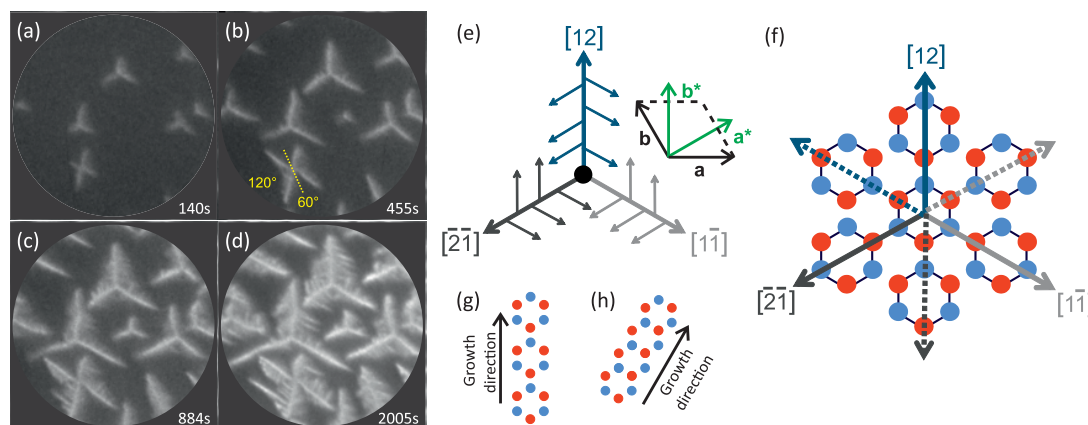 (a)
140s
(b)
120°
60°
455s
(c)
884s
(d)
2005s
(e)
[12]
b*
a*
b
a
[2̅1̅]
[11̅]
(f)
[12]
[2̅1̅]
[11̅]
(g)
Growth
direction
(h)
Growth
direction